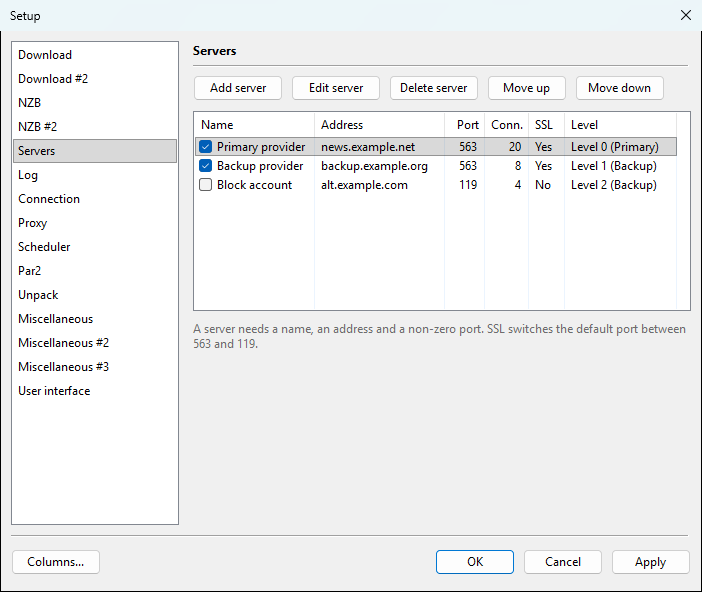 Setup
Download
Download #2
NZB
NZB #2
Servers
Log
Connection
Proxy
Scheduler
Par2
Unpack
Miscellaneous
Miscellaneous #2
Miscellaneous #3
User interface
Servers
Add server Edit server Delete server Move up Move down
Name Address Port Conn. SSL Level
Primary provider news.example.net 563 20 Yes Level 0 (Primary)
Backup provider backup.example.org 563 8 Yes Level 1 (Backup)
Block account alt.example.com 119 4 No Level 2 (Backup)
A server needs a name, an address and a non-zero port. SSL switches the default port between
563 and 119.
Columns... OK Cancel Apply